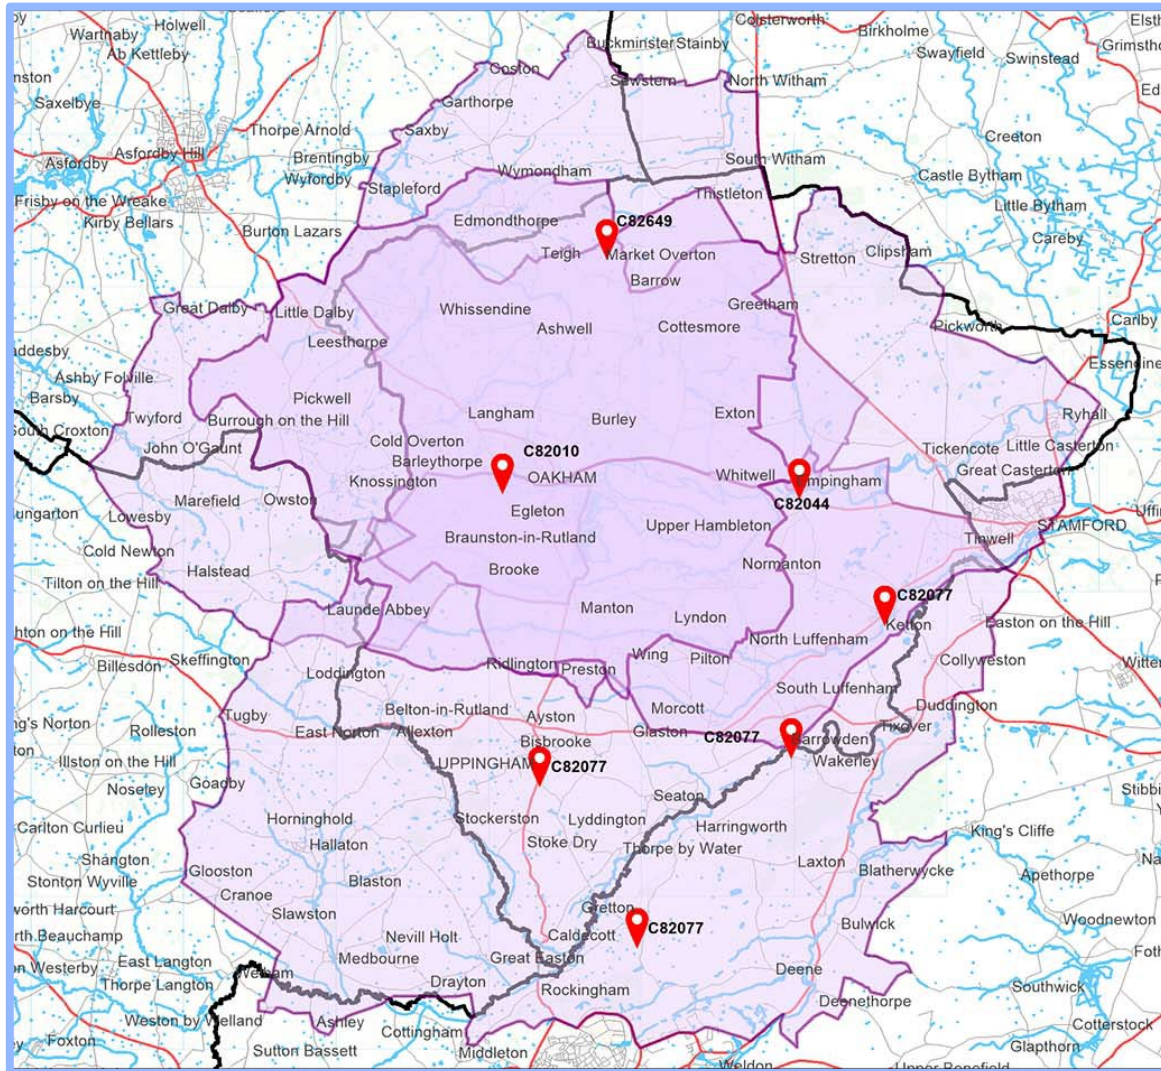 Holwell
Colsterworth
Birkholme
Wartnaby
Buckminster
Stainby
Swayfield
Swinstead
Ab Kettleby
Coston
Sewstern
North Witham
Saxelbye
Garthorpe
Thorpe Arnold
Saxby
Creeton
Asfordby
Asfordby Hill
Brentingby
Wymondham
South Witham
Wyfordby
Castle Bytham
Frisby on the Wreake
Stapleford
Thistleton
Little Bytham
Kirby Bellars
Burton Lazars
Edmondthorpe
C82649
Careby
Teigh
Market Overton
Stretton
Clipsham
Barrow
Great Dalby
Little Dalby
Whissendine
Greetham
Ashwell
Cottesmore
Pickworth
Carlby
Leesthorpe
Essendine
Ashby Folville
Barsby
Pickwell
Twyford
Burrough on the Hill
Langham
Burley
Exton
Ryhall
South Croxton
John O'Gaunt
Cold Overton
C82010
Tickencote
Little Casterton
Barleythorpe
Great Casterton
Marefield
Owston
Knossington
OAKHAM
Whitwell
Empingham
C82044
Lowesby
Egleton
Upper Hambleton
STAMFORD
Braunston-in-Rutland
Tinwell
Cold Newton
Halstead
Brooke
Normanton
Tilton on the Hill
C82077
Launde Abbey
Manton
Lyndon
Ketton
Easton on the Hill
North Luffenham
Billesdon
Skeffington
Loddington
Ridlington
Preston
Wing
Pilton
Collyweston
South Luffenham
Tugby
Belton-in-Rutland
Ayston
Morcott
Duddington
Rolleston
East Norton
Allexton
Bisbrooke
Glaston
C82077
Barrowden
Tixover
Illston on the Hill
UPPINGHAM
C82077
Wakerley
Noseley
Goadby
Seaton
Horninghold
Stockerston
Lyddington
Harringworth
King's Cliffe
Carlton Curlieu
Hallaton
Stoke Dry
Thorpe by Water
Shangton
Laxton
Blatherwycke
Apethorpe
Stonton Wyville
Glooston
Blaston
Cranoe
Slawston
Gretton
Bulwick
Woodnewton
Nevill Holt
Caldecott
C82077
East Langton
Medbourne
Great Easton
Deene
Thorpe Langton
Welham
Drayton
Rockingham
Southwick
Weston by Welland
Ashley
Deenethorpe
Cottingham
Cotterstock
Foxton
Sutton Bassett
Middleton
Weldon
Glapthorn